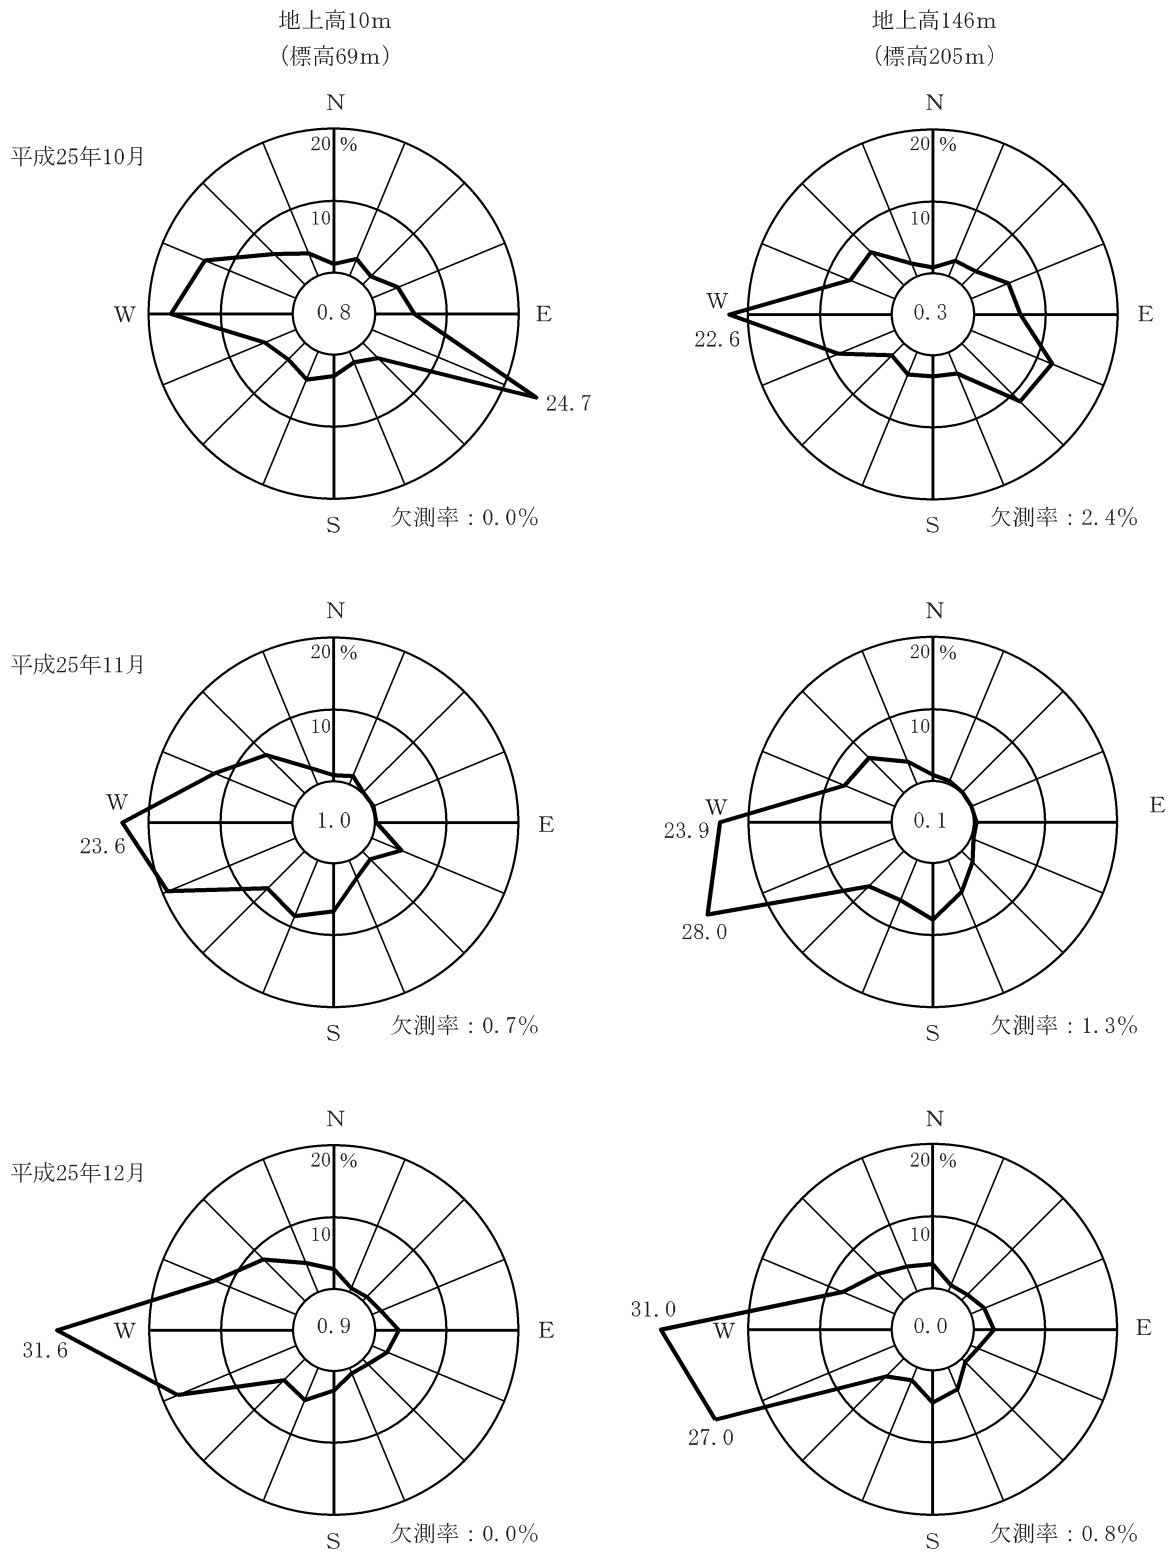 地上高10m
(標高69m)
地上高146m
(標高205m)
平成25年10月
N
20 %
10
W
0.8
E
24.7
S
欠測率：0.0%
N
20 %
10
W
22.6
0.3
E
S
欠測率：2.4%
平成25年11月
N
20 %
10
W
23.6
1.0
E
S
欠測率：0.7%
N
20 %
10
W
23.9
0.1
E
28.0
S
欠測率：1.3%
平成25年12月
N
20 %
10
W
31.6
0.9
E
S
欠測率：0.0%
N
20 %
10
31.0
W
0.0
E
27.0
S
欠測率：0.8%